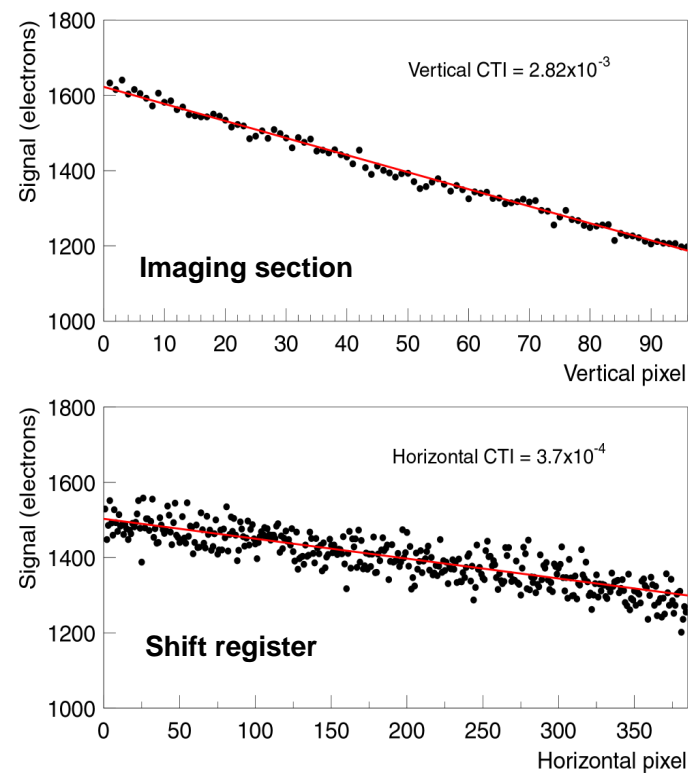 1800
1600
1400
1200
1000
Signal (electrons)
Vertical CTI = 2.82x10⁻³
Imaging section
0 10 20 30 40 50 60 70 80 90
Vertical pixel
1800
1600
1400
1200
1000
Signal (electrons)
Horizontal CTI = 3.7x10⁻⁴
Shift register
0 50 100 150 200 250 300 350
Horizontal pixel